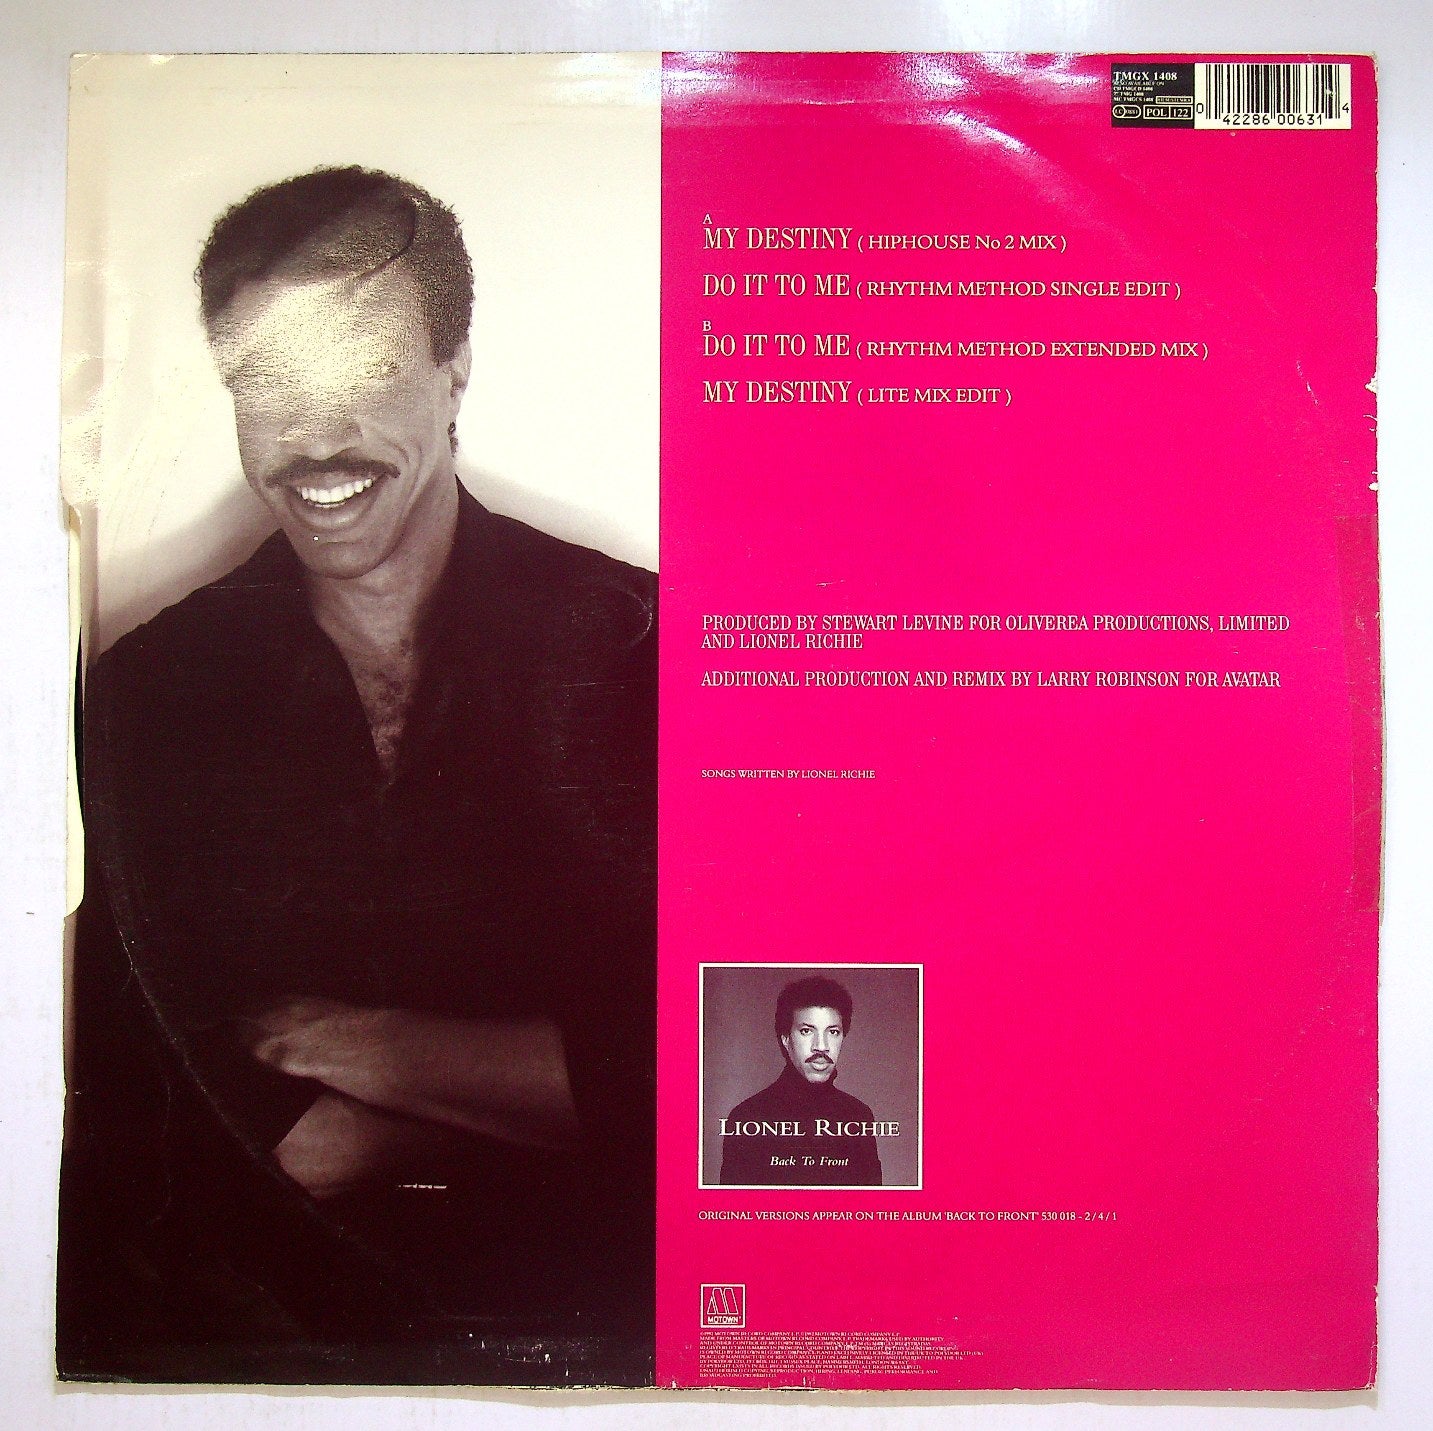 TMGX 1408
POL 122
0 42286 00631 4
A
MY DESTINY ( HIPHOUSE No 2 MIX )
DO IT TO ME ( RHYTHM METHOD SINGLE EDIT )
B
DO IT TO ME ( RHYTHM METHOD EXTENDED MIX )
MY DESTINY ( LITE MIX EDIT )
PRODUCED BY STEWART LEVINE FOR OLIVEREA PRODUCTIONS, LIMITED
AND LIONEL RICHIE
ADDITIONAL PRODUCTION AND REMIX BY LARRY ROBINSON FOR AVATAR
SONGS WRITTEN BY LIONEL RICHIE
LIONEL RICHIE
Back To Front
ORIGINAL VERSIONS APPEAR ON THE ALBUM 'BACK TO FRONT' 530 018 - 2 / 4 / 1
MOTOWN